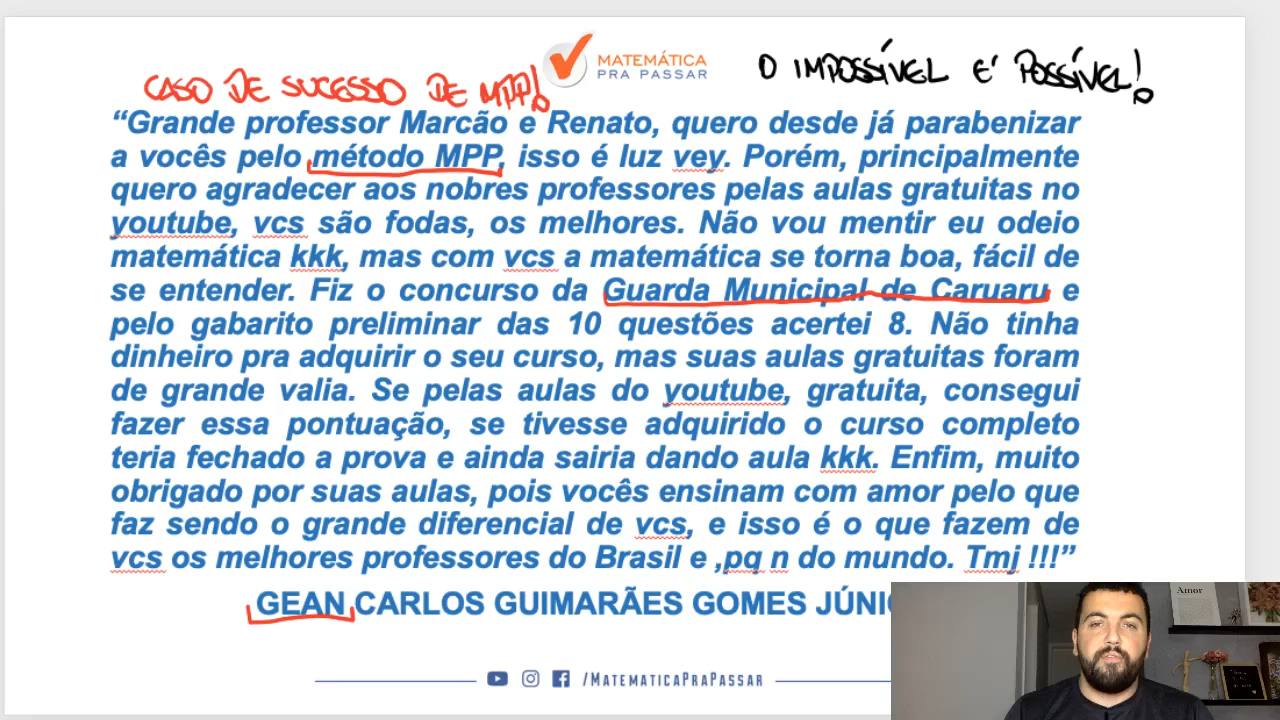 MATEMÁTICA
PRA PASSAR
O IMPOSSÍVEL É POSSÍVEL!
CASO DE SUCESSO DE MPP!
“Grande professor Marcão e Renato, quero desde já parabenizar
a vocês pelo método MPP, isso é luz vey. Porém, principalmente
quero agradecer aos nobres professores pelas aulas gratuitas no
youtube, vcs são fodas, os melhores. Não vou mentir eu odeio
matemática kkk, mas com vcs a matemática se torna boa, fácil de
se entender. Fiz o concurso da Guarda Municipal de Caruaru e
pelo gabarito preliminar das 10 questões acertei 8. Não tinha
dinheiro pra adquirir o seu curso, mas suas aulas gratuitas foram
de grande valia. Se pelas aulas do youtube, gratuita, consegui
fazer essa pontuação, se tivesse adquirido o curso completo
teria fechado a prova e ainda sairia dando aula kkk. Enfim, muito
obrigado por suas aulas, pois vocês ensinam com amor pelo que
faz sendo o grande diferencial de vcs, e isso é o que fazem de
vcs os melhores professores do Brasil e ,pq n do mundo. Tmj !!!”
GEAN CARLOS GUIMARÃES GOMES
/MATEMATICAPRAPASSAR
Amor